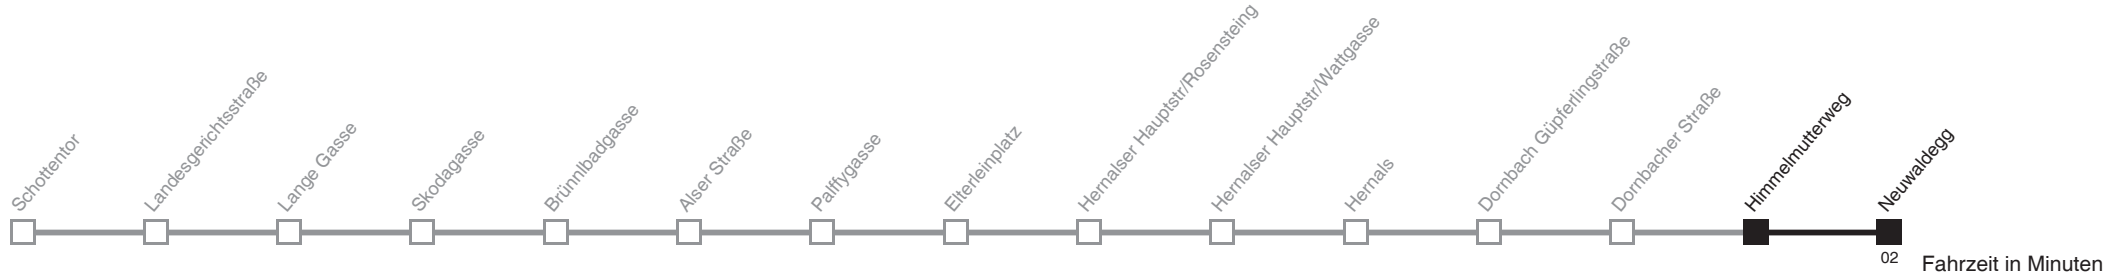 Schottentor
Landesgerichtsstraße
Lange Gasse
Skodagasse
Brünnlbadgasse
Alser Straße
Palffygasse
Elterleinplatz
Hernalser Hauptstr/Rosensteing
Hernalser Hauptstr/Wattgasse
Hernals
Dornbach Güpferlingstraße
Dornbacher Straße
Himmelmutterweg
Neuwaldegg
02
Fahrzeit in Minuten